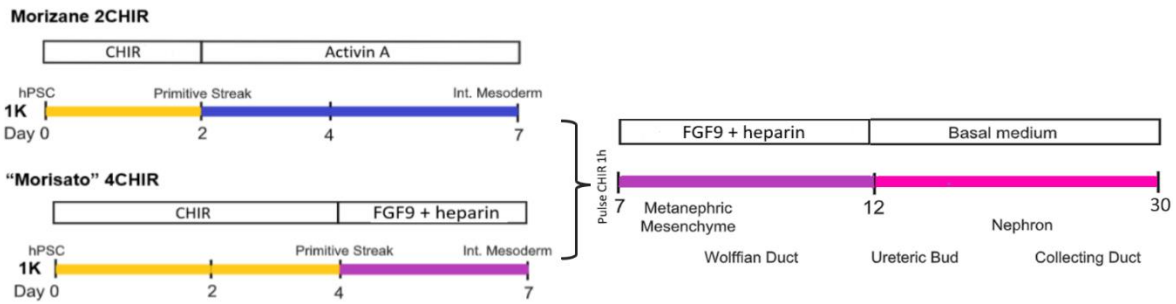 Morizane 2CHIR
CHIR Activin A
hPSC Primitive Streak Int. Mesoderm
1K
Day 0 2 4 7
“Morisato” 4CHIR
CHIR FGF9 + heparin
hPSC Primitive Streak Int. Mesoderm
1K
Day 0 2 4 7
Pulse CHIR 1h
FGF9 + heparin Basal medium
7 12 30
Metanephric
Mesenchyme
Nephron
Wolffian Duct Ureteric Bud Collecting Duct